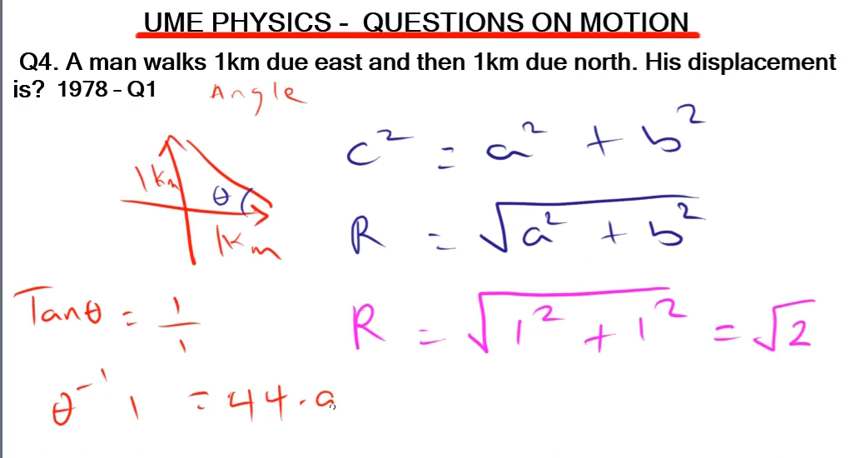 UME PHYSICS - QUESTIONS ON MOTION
Q4. A man walks 1km due east and then 1km due north. His displacement
is? 1978 – Q1
Angle
c² = a² + b²
1km
θ
1km
R = √a² + b²
Tanθ = 1/1
R = √1² + 1² = √2
θ⁻¹ 1 = 44.9